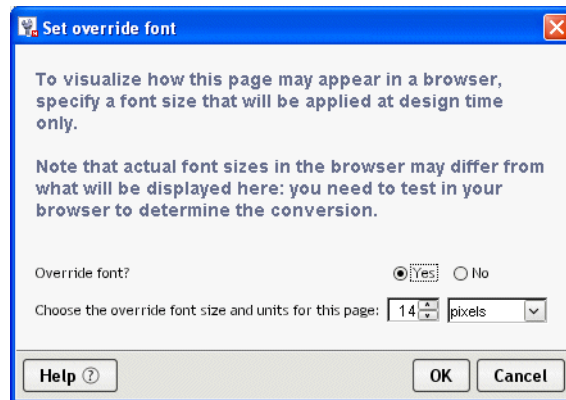 Set override font
To visualize how this page may appear in a browser,
specify a font size that will be applied at design time
only.
Note that actual font sizes in the browser may differ from
what will be displayed here: you need to test in your
browser to determine the conversion.
Override font? Yes No
Choose the override font size and units for this page: 14 pixels
Help ? OK Cancel